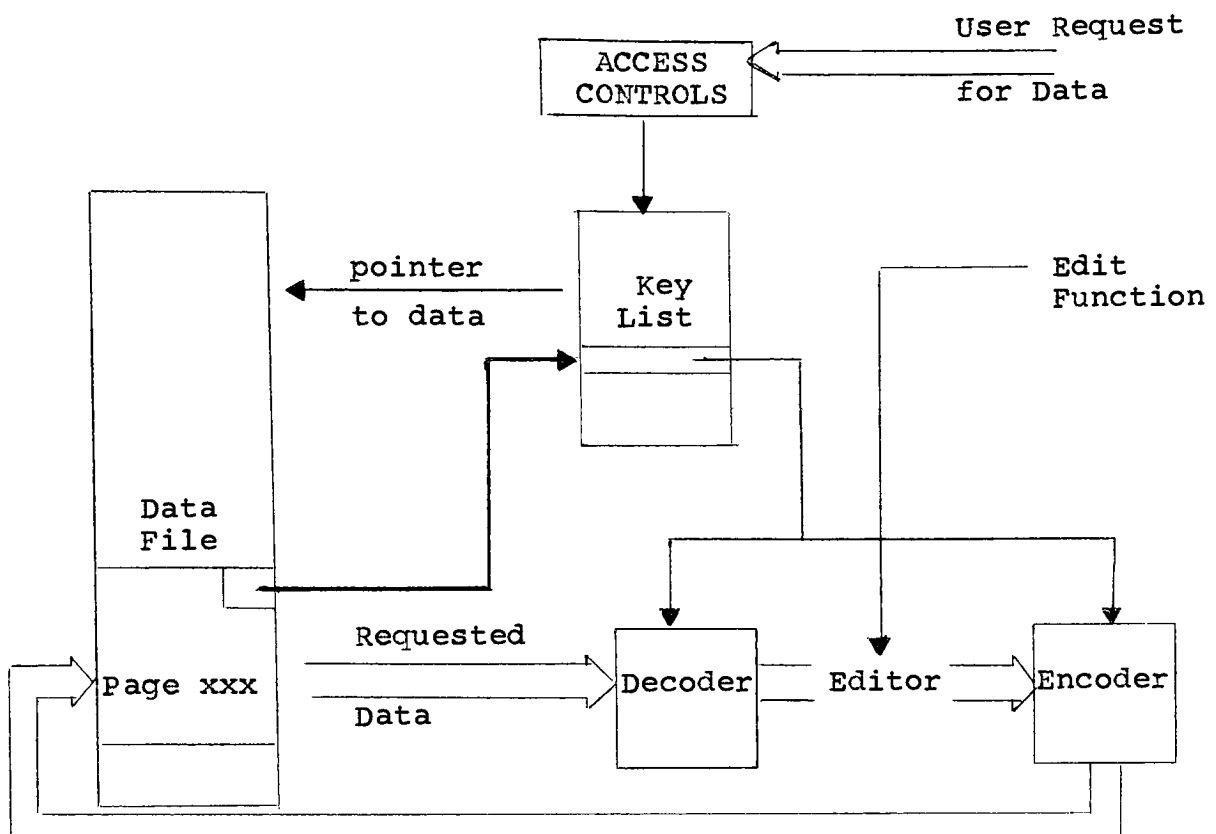 User Request
for Data
ACCESS
CONTROLS
pointer
to data
Key
List
Edit
Function
Data
File
Requested
Data
Page xxx
Decoder
Editor
Encoder